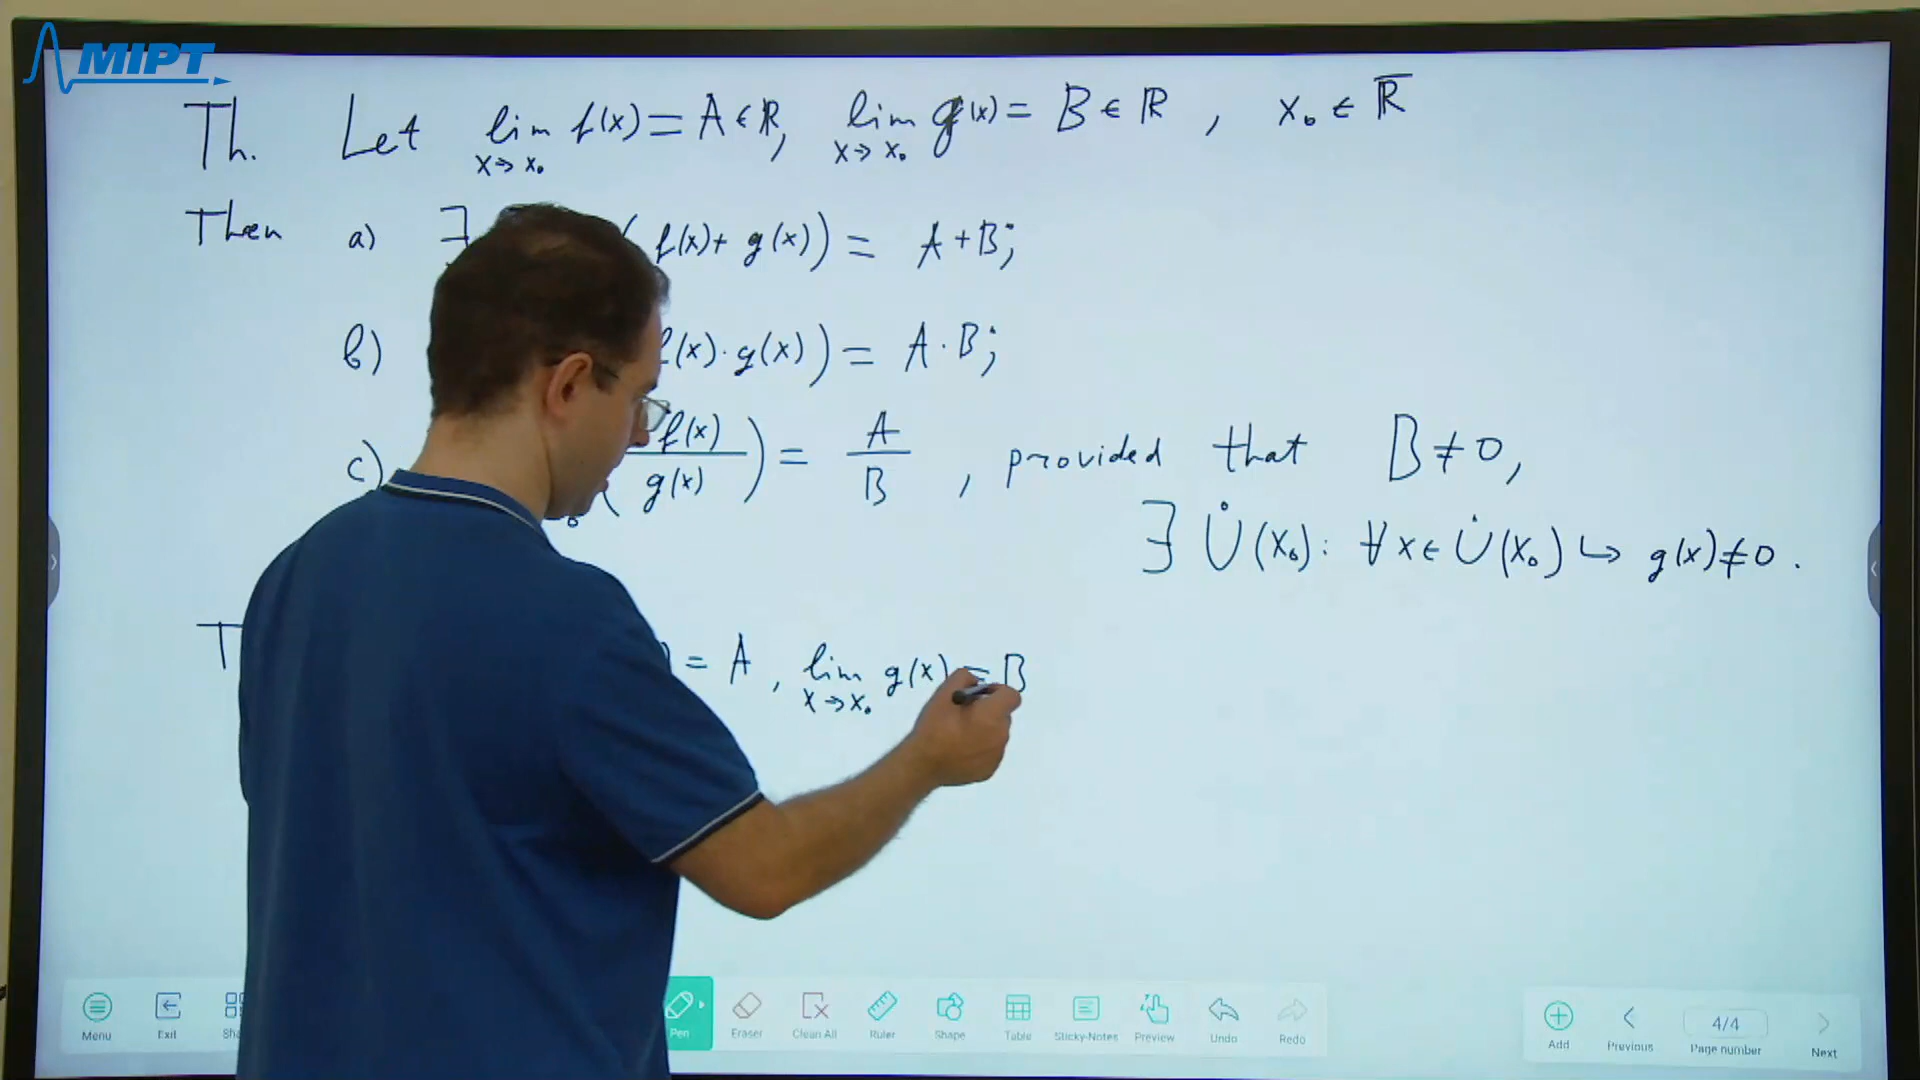 MIPT
Th. Let lim f(x) = A ∈ ℝ, lim g(x) = B ∈ ℝ , x₀ ∈ ℝ̅
x→x₀ x→x₀
Then a) ∃ ( f(x)+ g(x)) = A + B;
b) f(x)·g(x)) = A · B;
c) f(x) / g(x) ) = A / B , provided that B ≠ 0,
∃ U̇(x₀): ∀x∈ U̇(x₀) ↪ g(x)≠0 .
T = A , lim g(x) = B
x→x₀
Menu Exit Sha Pen Eraser Clean All Ruler Shape Table Sticky-Notes Preview Undo Redo Add Previous 4/4 Page number Next